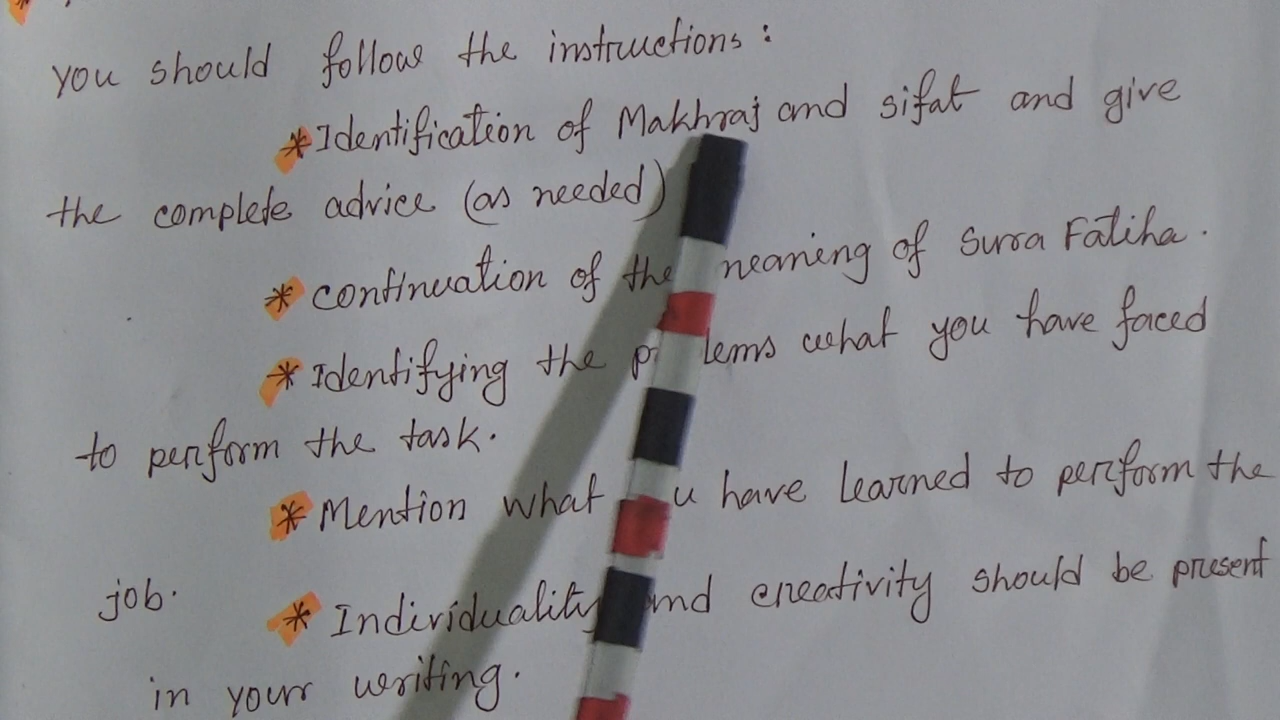 you should follow the instructions:
* Identification of Makhraj and sifat and give
the complete advice (as needed)
* continuation of the meaning of Sura Fatiha.
* Identifying the what you have faced
to perform the task.
* Mention what have learned to perform the
job.
* Individuality and creativity should be present
in your writing.